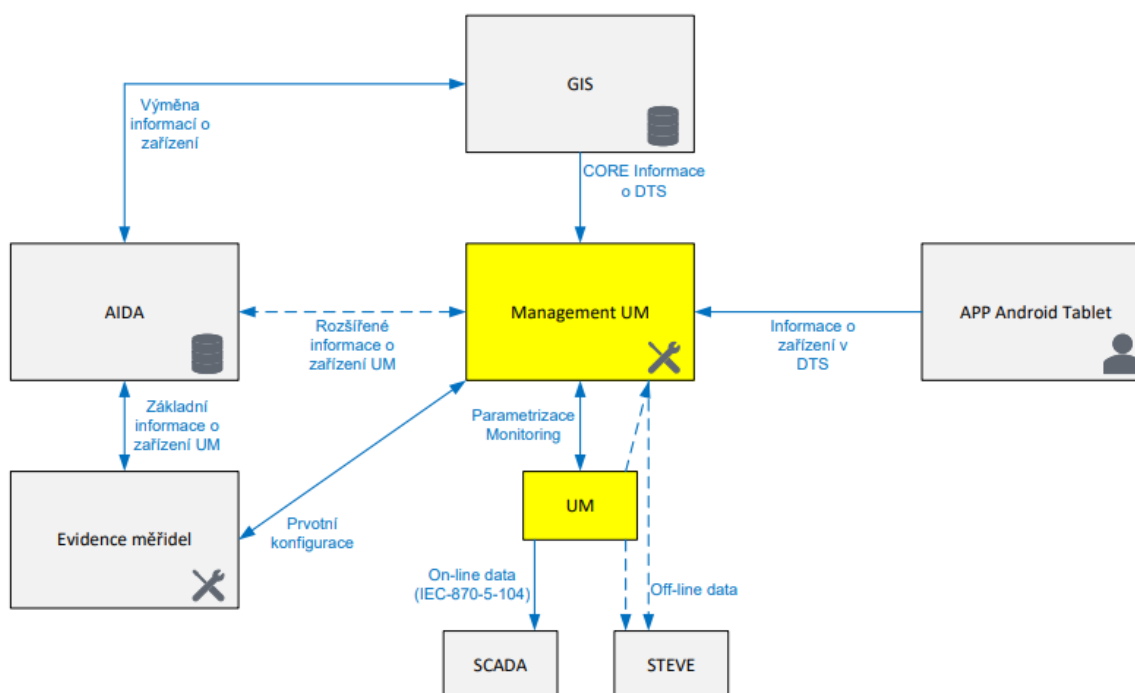 GIS
Výměna
informací o
zařízení
CORE Informace
o DTS
AIDA
Rozšířené
informace o
zařízení UM
Management UM
Informace o
zařízení v
DTS
APP Android Tablet
Základní
informace o
zařízení UM
Parametrizace
Monitoring
Evidence měřidel
Prvotní
konfigurace
UM
On-line data
(IEC-870-5-104)
Off-line data
SCADA
STEVE